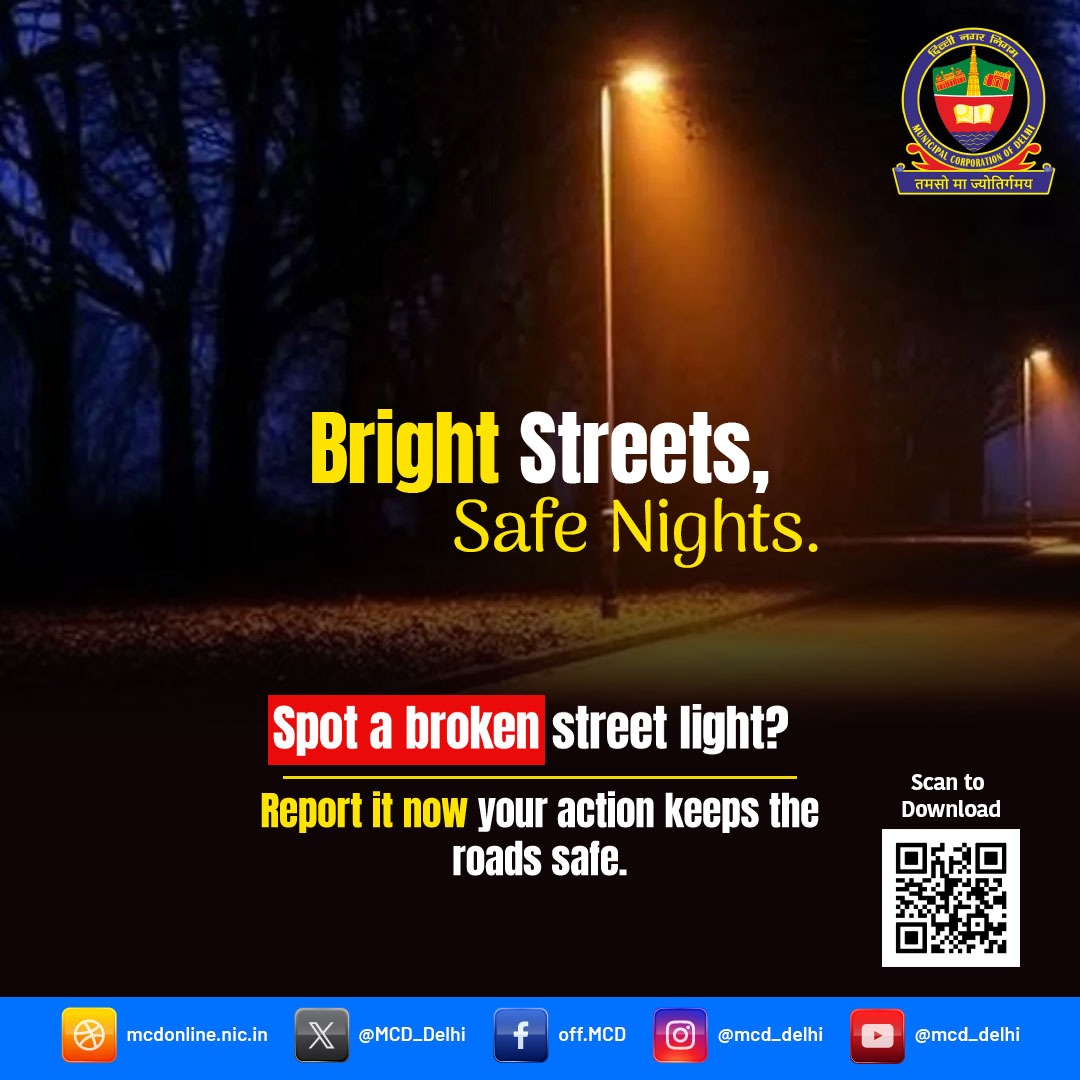 दिल्ली नगर निगम
MUNICIPAL CORPORATION OF DELHI
तमसो मा ज्योतिर्गमय
Bright Streets,
Safe Nights.
Spot a broken street light?
Report it now your action keeps the
roads safe.
Scan to
Download
mcdonline.nic.in @MCD_Delhi off.MCD @mcd_delhi @mcd_delhi